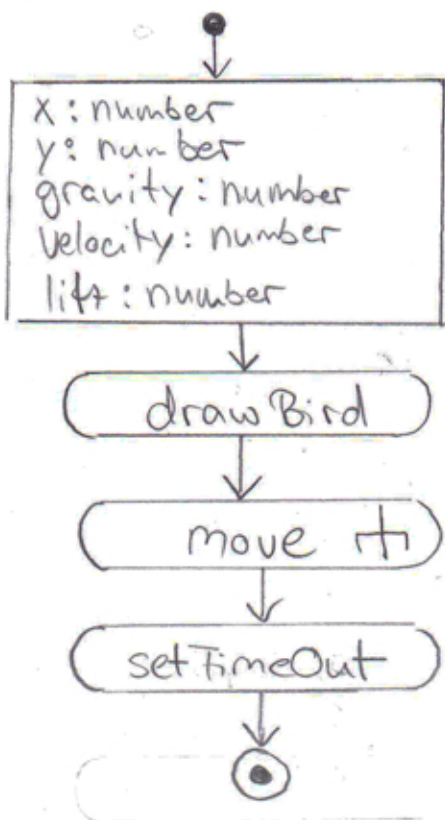 x : number
y : number
gravity : number
velocity : number
lift : number
drawBird
move
setTimeOut